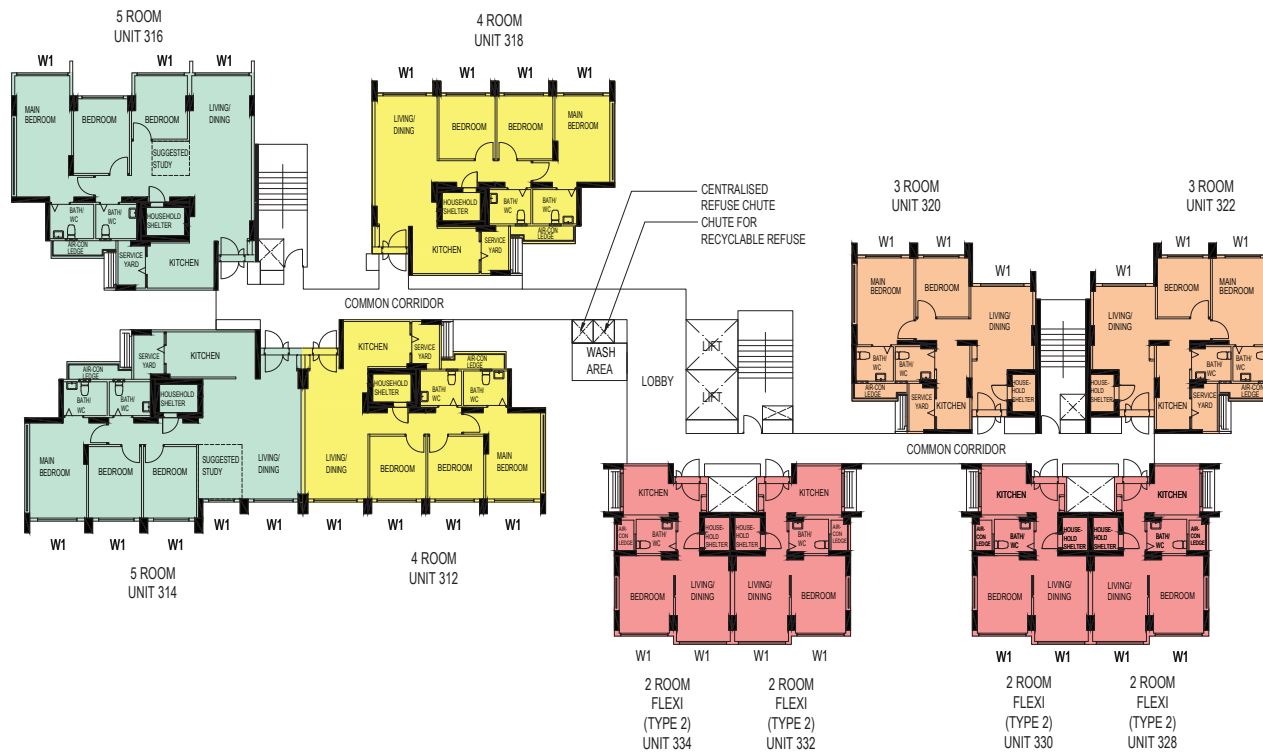 5 ROOM
UNIT 316
W1
W1
W1
MAIN
BEDROOM
BEDROOM
BEDROOM
LIVING/
DINING
SUGGESTED
STUDY
BATH/
WC
BATH/
WC
HOUSEHOLD
SHELTER
AIR-CON
LEDGE
SERVICE
YARD
KITCHEN
4 ROOM
UNIT 318
W1
W1
W1
W1
LIVING/
DINING
BEDROOM
BEDROOM
MAIN
BEDROOM
HOUSEHOLD
SHELTER
BATH/
WC
BATH/
WC
AIR-CON
LEDGE
KITCHEN
SERVICE
YARD
CENTRALISED
REFUSE CHUTE
CHUTE FOR
RECYCLABLE REFUSE
3 ROOM
UNIT 320
W1
W1
W1
MAIN
BEDROOM
BEDROOM
LIVING/
DINING
BATH/
WC
BATH/
WC
AIR-CON
LEDGE
SERVICE
YARD
KITCHEN
HOUSE-
HOLD
SHELTER
3 ROOM
UNIT 322
W1
W1
W1
LIVING/
DINING
BEDROOM
MAIN
BEDROOM
BATH/
WC
BATH/
WC
AIR-CON
LEDGE
HOUSE-
HOLD
SHELTER
KITCHEN
SERVICE
YARD
COMMON CORRIDOR
WASH
AREA
LOBBY
LIFT
LIFT
COMMON CORRIDOR
SERVICE
YARD
KITCHEN
AIR-CON
LEDGE
BATH/
WC
BATH/
WC
HOUSEHOLD
SHELTER
MAIN
BEDROOM
BEDROOM
BEDROOM
SUGGESTED
STUDY
LIVING/
DINING
W1
W1
W1
W1
W1
5 ROOM
UNIT 314
KITCHEN
SERVICE
YARD
AIR-CON
LEDGE
HOUSEHOLD
SHELTER
BATH/
WC
BATH/
WC
LIVING/
DINING
BEDROOM
BEDROOM
MAIN
BEDROOM
W1
W1
W1
W1
4 ROOM
UNIT 312
KITCHEN
AIR-
CON
LEDGE
BATH/
WC
HOUSE-
HOLD
SHELTER
BEDROOM
LIVING/
DINING
W1
W1
2 ROOM
FLEXI
(TYPE 2)
UNIT 334
KITCHEN
HOUSE-
HOLD
SHELTER
BATH/
WC
AIR-
CON
LEDGE
LIVING/
DINING
BEDROOM
W1
W1
2 ROOM
FLEXI
(TYPE 2)
UNIT 332
KITCHEN
AIR-
CON
LEDGE
BATH/
WC
HOUSE-
HOLD
SHELTER
BEDROOM
LIVING/
DINING
W1
W1
2 ROOM
FLEXI
(TYPE 2)
UNIT 330
KITCHEN
HOUSE-
HOLD
SHELTER
BATH/
WC
AIR-
CON
LEDGE
LIVING/
DINING
BEDROOM
W1
W1
2 ROOM
FLEXI
(TYPE 2)
UNIT 328